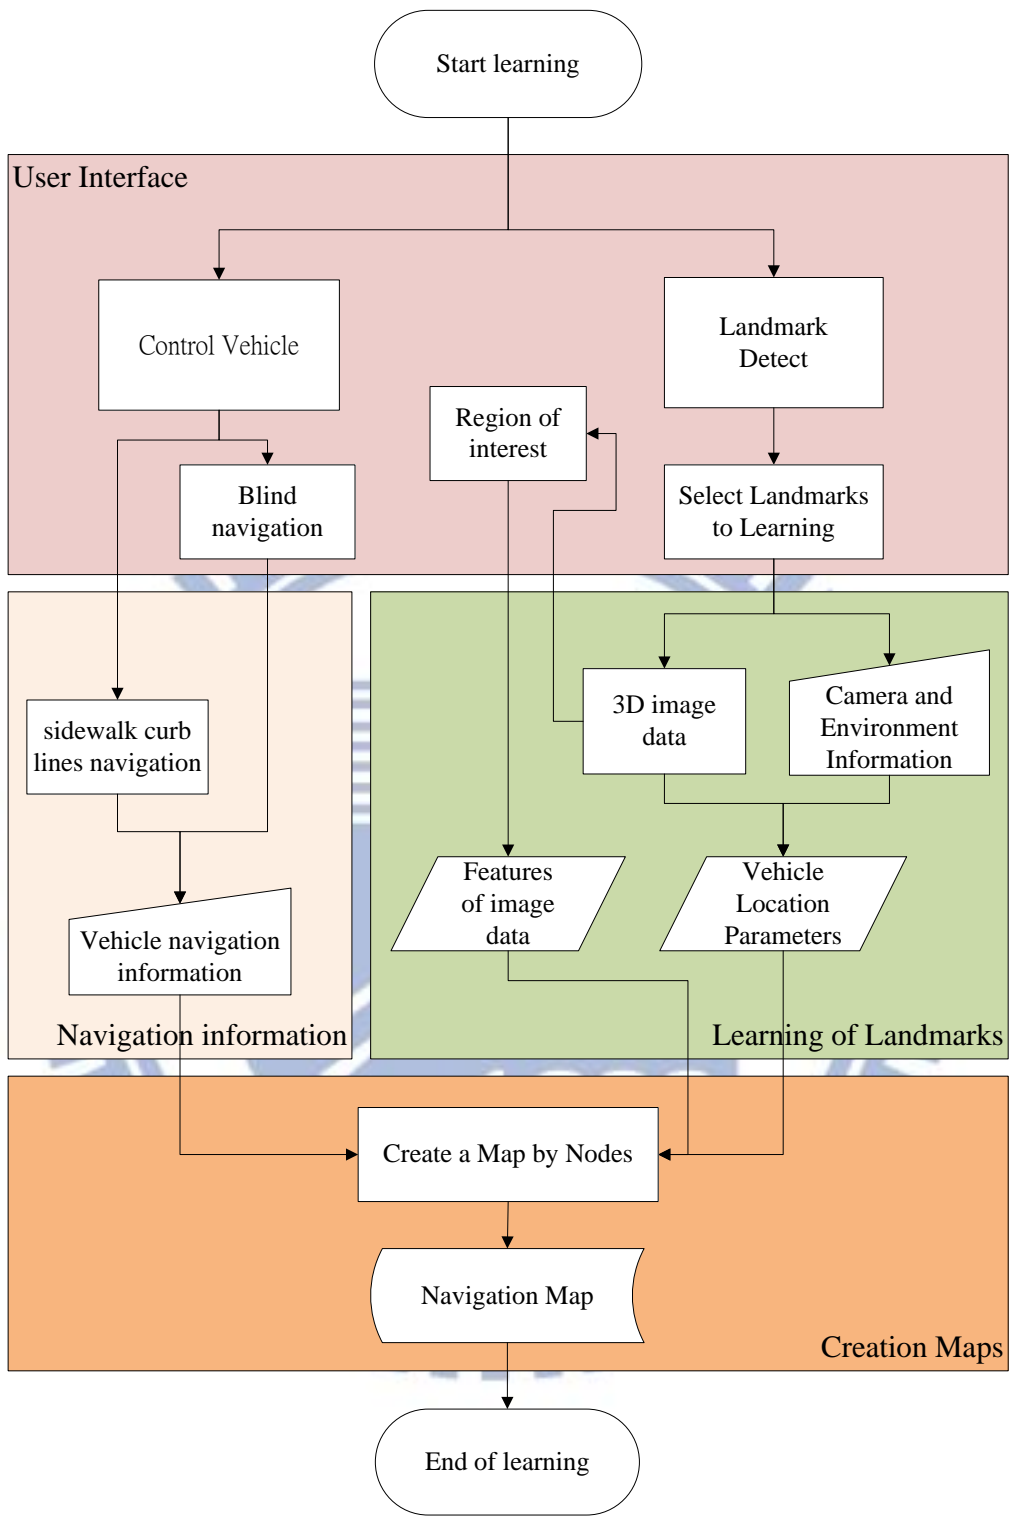 Start learning
User Interface
Control Vehicle
Landmark
Detect
Region of
interest
Blind
navigation
Select Landmarks
to Learning
sidewalk curb
lines navigation
3D image
data
Camera and
Environment
Information
Vehicle navigation
information
Features
of image
data
Vehicle
Location
Parameters
Navigation information
Learning of Landmarks
Create a Map by Nodes
Navigation Map
Creation Maps
End of learning